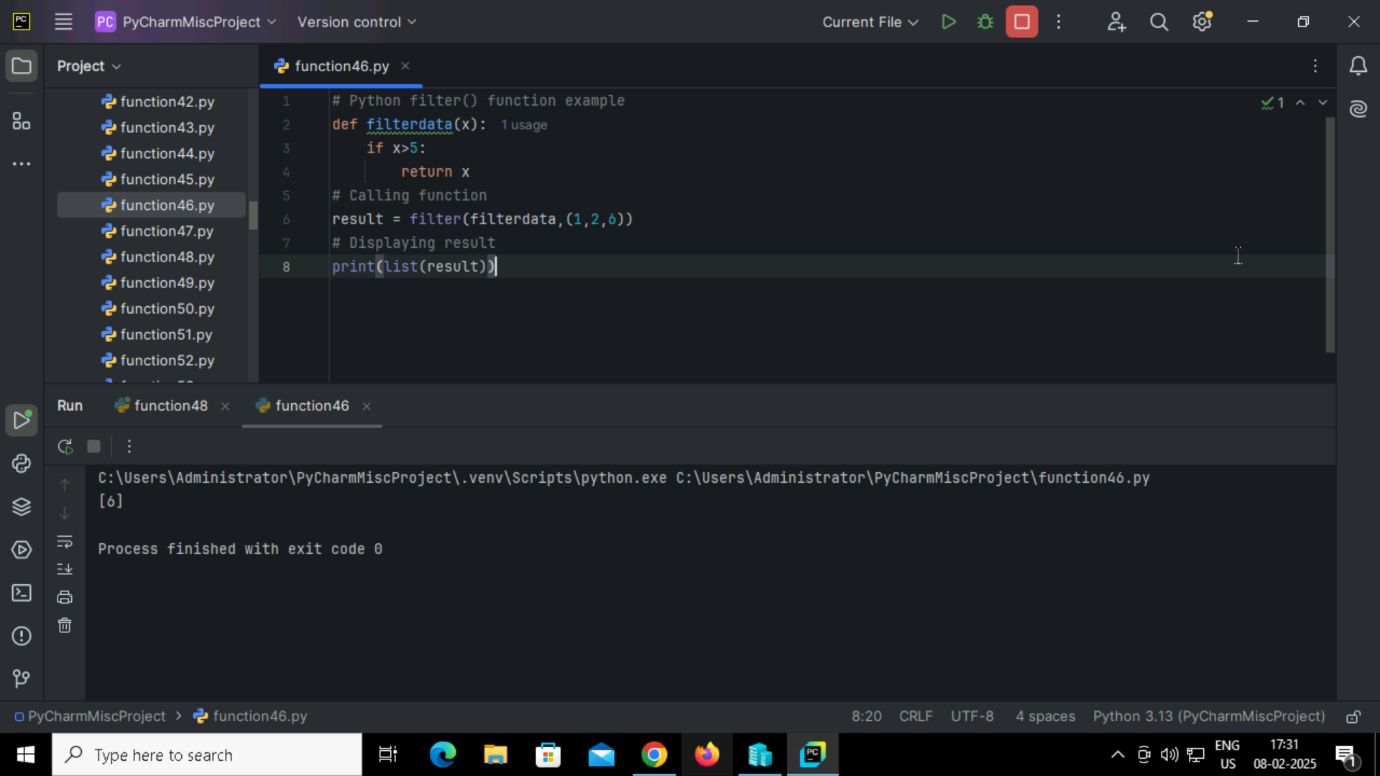 PC PyCharmMiscProject Version control Current File
Project
function46.py
function42.py
function43.py
function44.py
function45.py
function46.py
function47.py
function48.py
function49.py
function50.py
function51.py
function52.py
1 # Python filter() function example
2 def filterdata(x): 1 usage
3 if x>5:
4 return x
5 # Calling function
6 result = filter(filterdata,(1,2,6))
7 # Displaying result
8 print(list(result))
1
Run function48 function46
C:\Users\Administrator\PyCharmMiscProject\.venv\Scripts\python.exe C:\Users\Administrator\PyCharmMiscProject\function46.py
[6]
Process finished with exit code 0
PyCharmMiscProject > function46.py 8:20 CRLF UTF-8 4 spaces Python 3.13 (PyCharmMiscProject)
Type here to search
ENG
US
17:31
08-02-2025
1